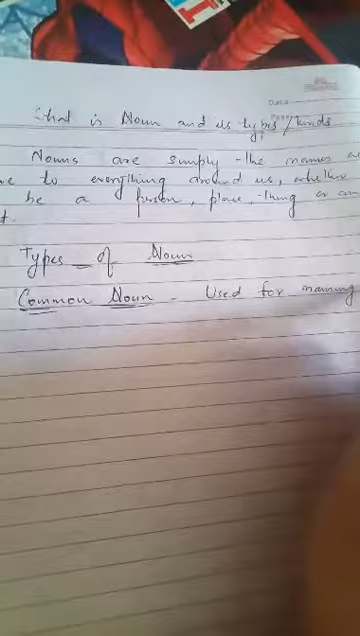 Date
What is Noun and its types / kinds
Nouns are simply the names
to everything around us, whether
be a person, place, thing or an
t.
Types of Noun
Common Noun - Used for naming